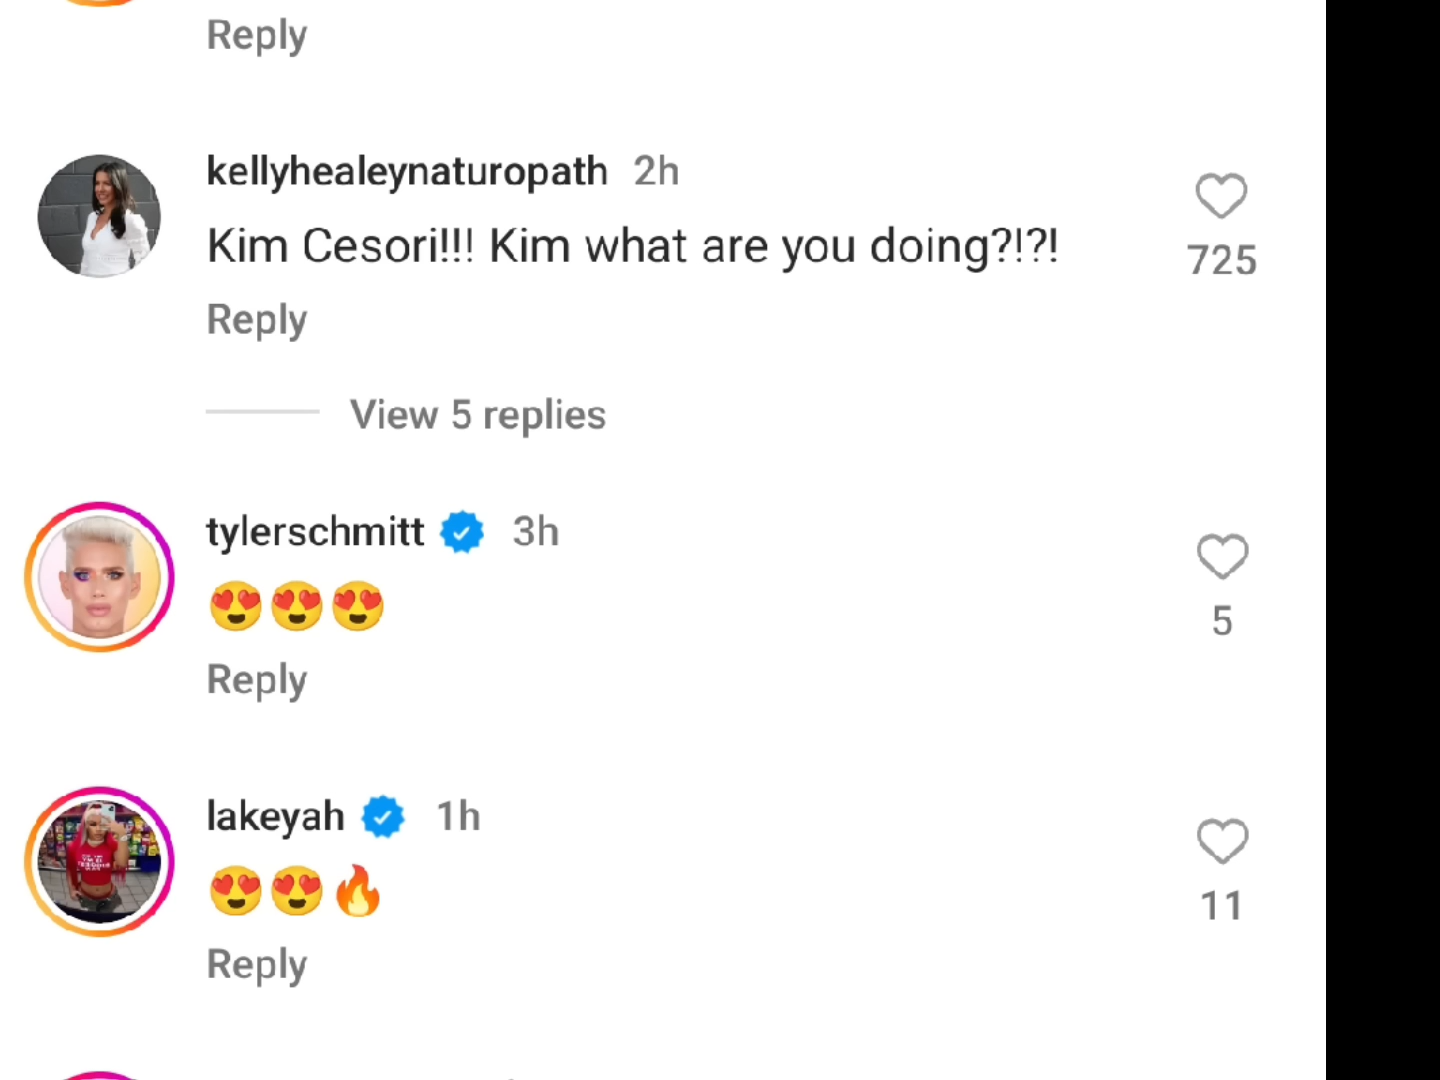 Reply
kellyhealeynaturopath 2h
Kim Cesori!!! Kim what are you doing?!?!
725
Reply
View 5 replies
tylerschmitt 3h
😍😍😍
5
Reply
lakeyah 1h
😍😍🔥
11
Reply